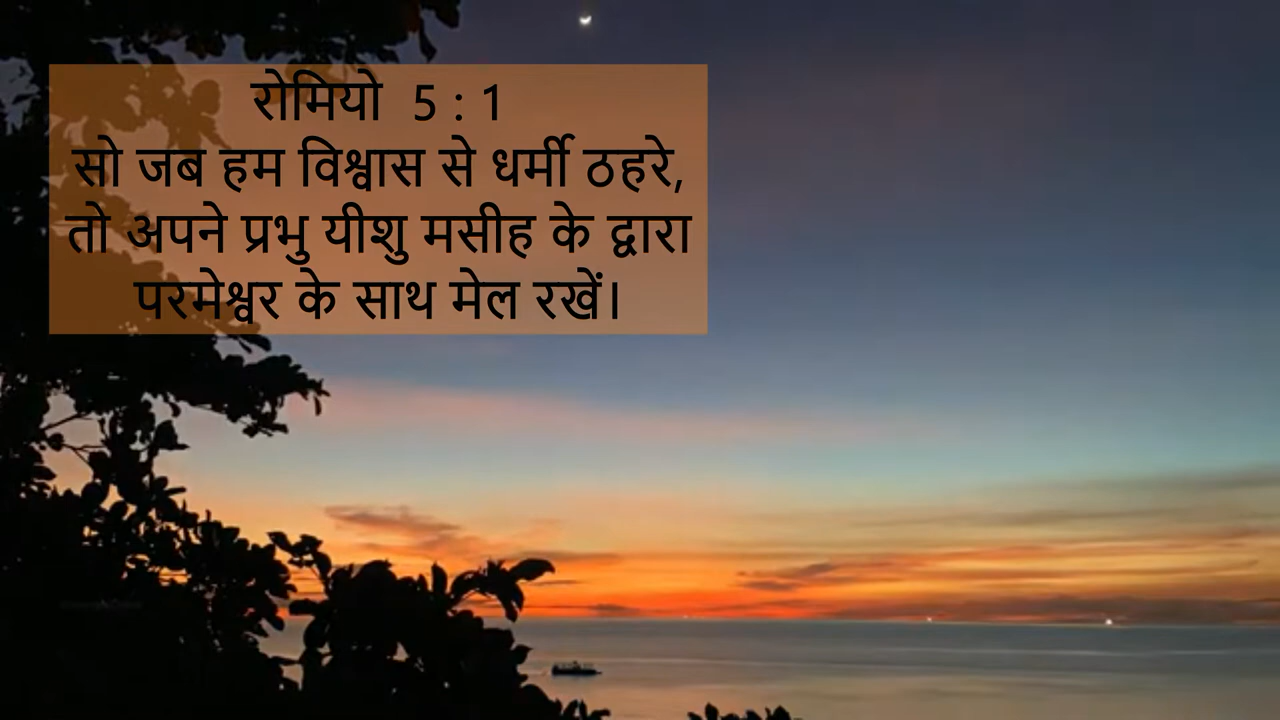 रोमियो 5 : 1
सो जब हम विश्वास से धर्मी ठहरे,
तो अपने प्रभु यीशु मसीह के द्वारा
परमेश्वर के साथ मेल रखें।